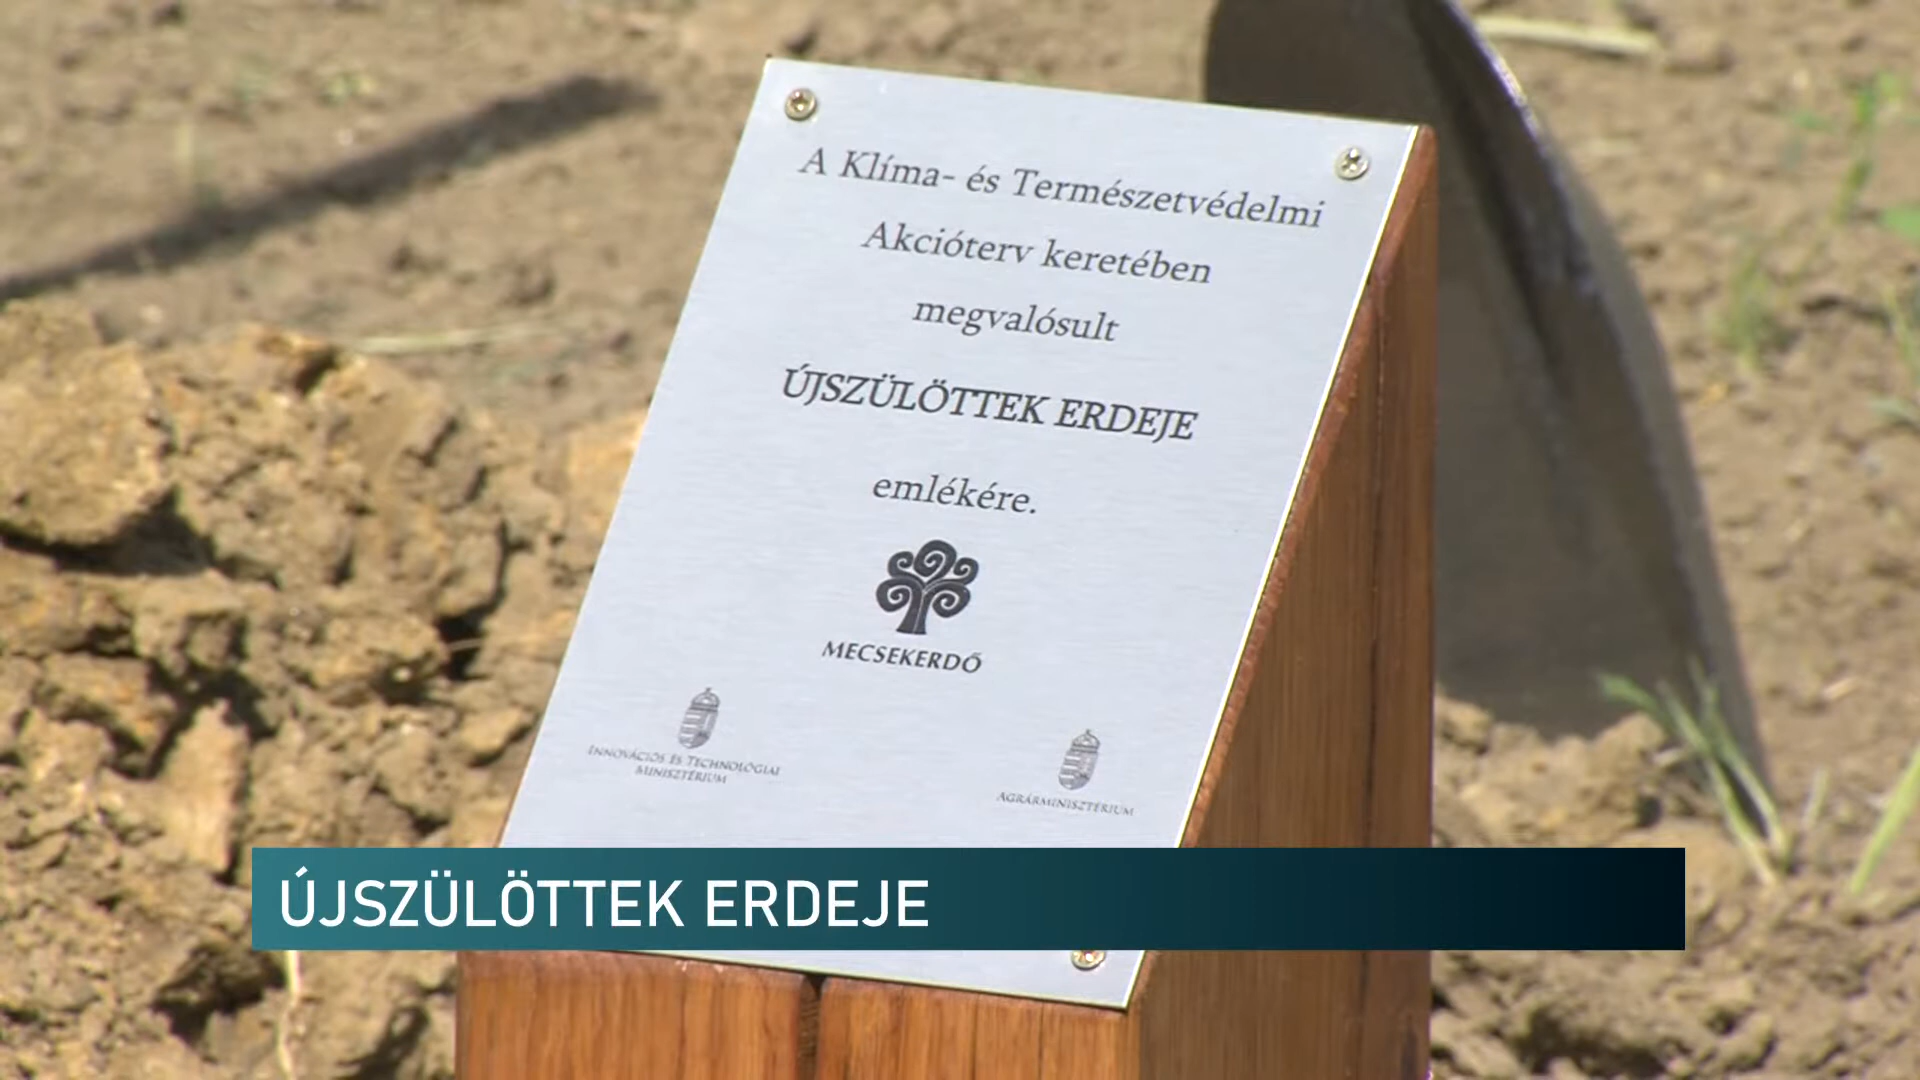 A Klíma- és Természetvédelmi
Akcióterv keretében
megvalósult
ÚJSZÜLÖTTEK ERDEJE
emlékére.
MECSEKERDŐ
INNOVÁCIÓS ÉS TECHNOLÓGIAI
MINISZTÉRIUM
AGRÁRMINISZTÉRIUM
ÚJSZÜLÖTTEK ERDEJE